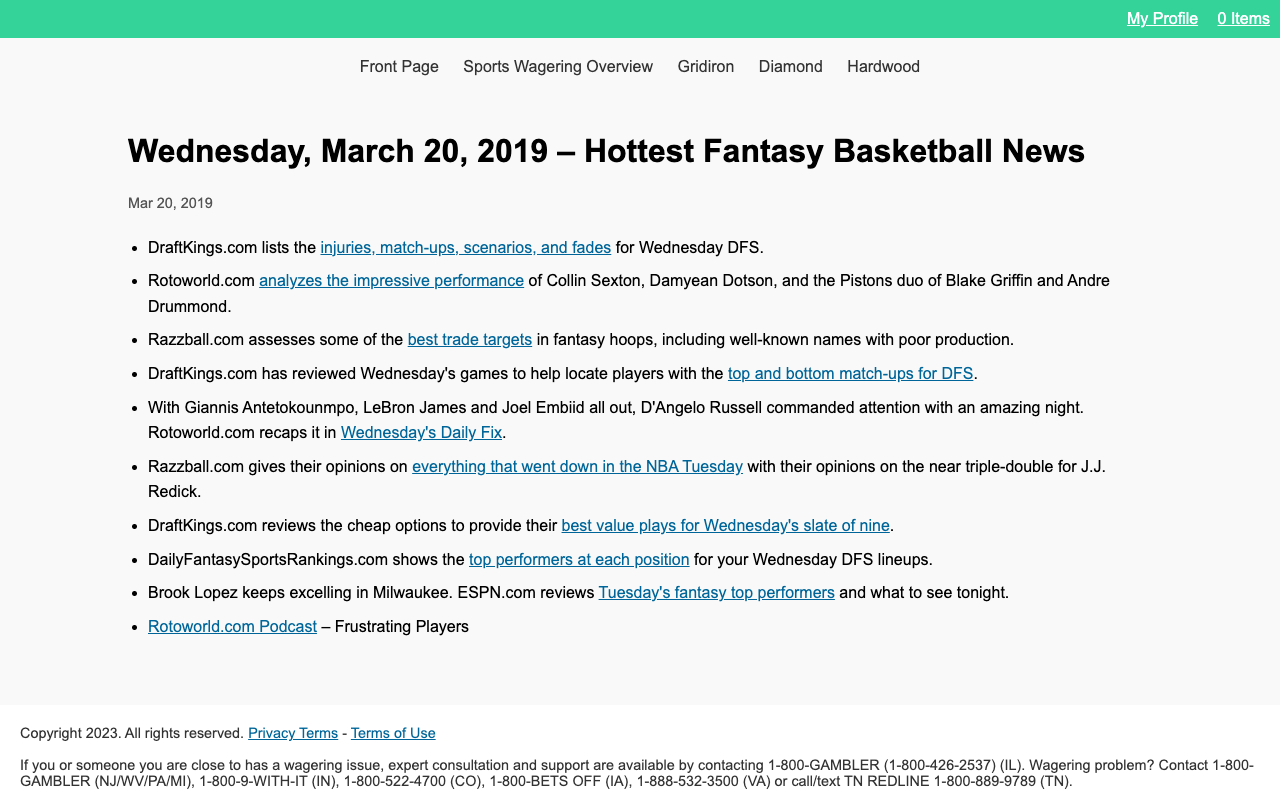 My Profile 0 Items
Front Page Sports Wagering Overview Gridiron Diamond Hardwood
Wednesday, March 20, 2019 – Hottest Fantasy Basketball News
Mar 20, 2019
• DraftKings.com lists the injuries, match-ups, scenarios, and fades for Wednesday DFS.
• Rotoworld.com analyzes the impressive performance of Collin Sexton, Damyean Dotson, and the Pistons duo of Blake Griffin and Andre
Drummond.
• Razzball.com assesses some of the best trade targets in fantasy hoops, including well-known names with poor production.
• DraftKings.com has reviewed Wednesday's games to help locate players with the top and bottom match-ups for DFS.
• With Giannis Antetokounmpo, LeBron James and Joel Embiid all out, D'Angelo Russell commanded attention with an amazing night.
Rotoworld.com recaps it in Wednesday's Daily Fix.
• Razzball.com gives their opinions on everything that went down in the NBA Tuesday with their opinions on the near triple-double for J.J.
Redick.
• DraftKings.com reviews the cheap options to provide their best value plays for Wednesday's slate of nine.
• DailyFantasySportsRankings.com shows the top performers at each position for your Wednesday DFS lineups.
• Brook Lopez keeps excelling in Milwaukee. ESPN.com reviews Tuesday's fantasy top performers and what to see tonight.
• Rotoworld.com Podcast – Frustrating Players
Copyright 2023. All rights reserved. Privacy Terms - Terms of Use
If you or someone you are close to has a wagering issue, expert consultation and support are available by contacting 1-800-GAMBLER (1-800-426-2537) (IL). Wagering problem? Contact 1-800-
GAMBLER (NJ/WV/PA/MI), 1-800-9-WITH-IT (IN), 1-800-522-4700 (CO), 1-800-BETS OFF (IA), 1-888-532-3500 (VA) or call/text TN REDLINE 1-800-889-9789 (TN).